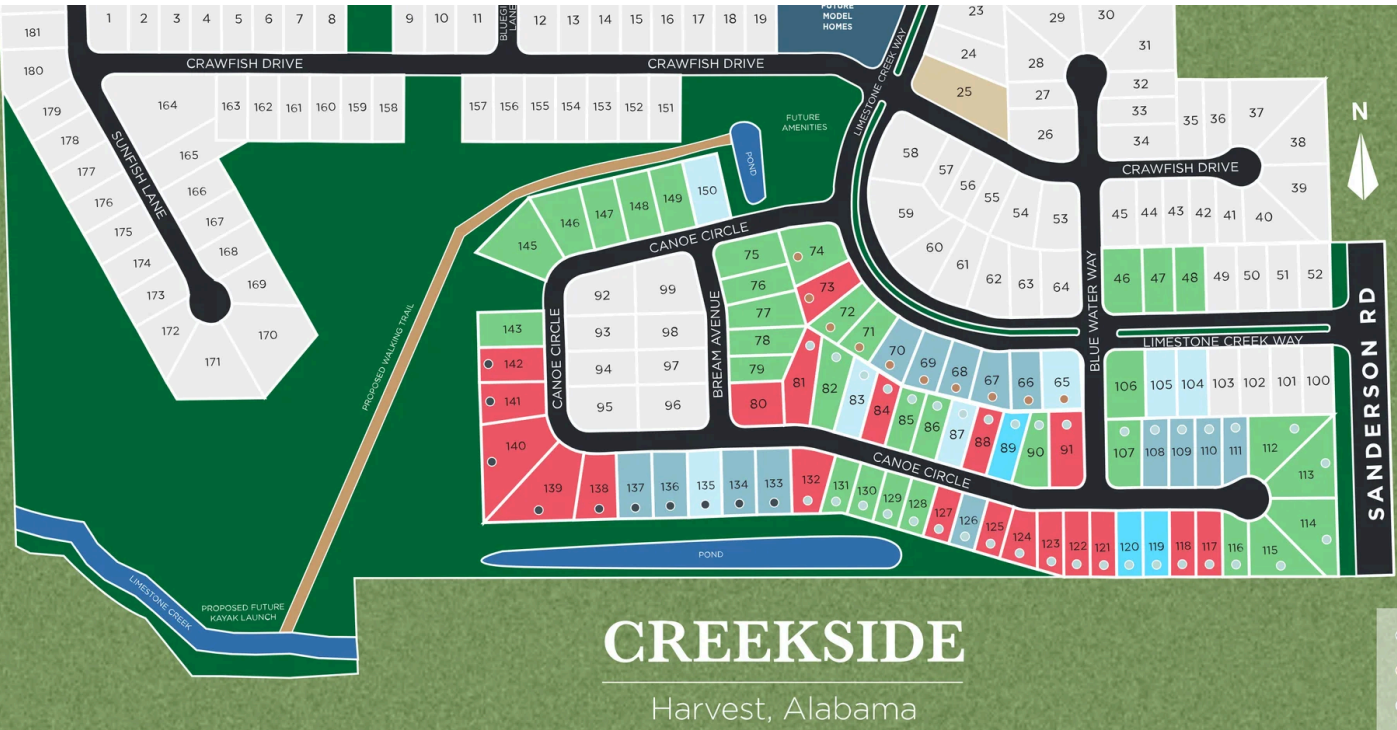 181
1 2 3 4 5 6 7 8
9 10 11
12 13 14 15 16 17 18 19
FUTURE
MODEL
HOMES
23
29
30
LANE
LIMESTONE CREEK WAY
24
28
31
180
CRAWFISH DRIVE
CRAWFISH DRIVE
25
27
32
179
164
163 162 161 160 159 158
157 156 155 154 153 152 151
26
33
34
35
36
37
38
39
N
178
SUNFISH LANE
165
FUTURE
AMENITIES
POND
58
57
56
55
54
53
CRAWFISH DRIVE
177
166
176
167
175
168
174
169
173
172
171
170
145
146
147
148
149
150
CANOE CIRCLE
59
60
61
62
63
64
45 44 43 42 41 40
BLUE WATER WAY
46 47 48 49 50 51 52
LIMESTONE CREEK WAY
SANDERSON RD
PROPOSED WALKING TRAIL
143
142
141
140
139
CANOE CIRCLE
92 99
93 98
94 97
95 96
BREAM AVENUE
75
76
77
78
79
80
74
73
72
71
70
69
68
67
66
65
81
82
83
84
85
86
87
88
89
90
91
106 105 104 103 102 101 100
107 108 109 110 111
112
113
114
115
116
CANOE CIRCLE
138 137 136 135 134 133 132
131 130 129 128 127 126 125 124 123 122 121 120 119 118 117
POND
LIMESTONE CREEK
PROPOSED FUTURE
KAYAK LAUNCH
CREEKSIDE
Harvest, Alabama